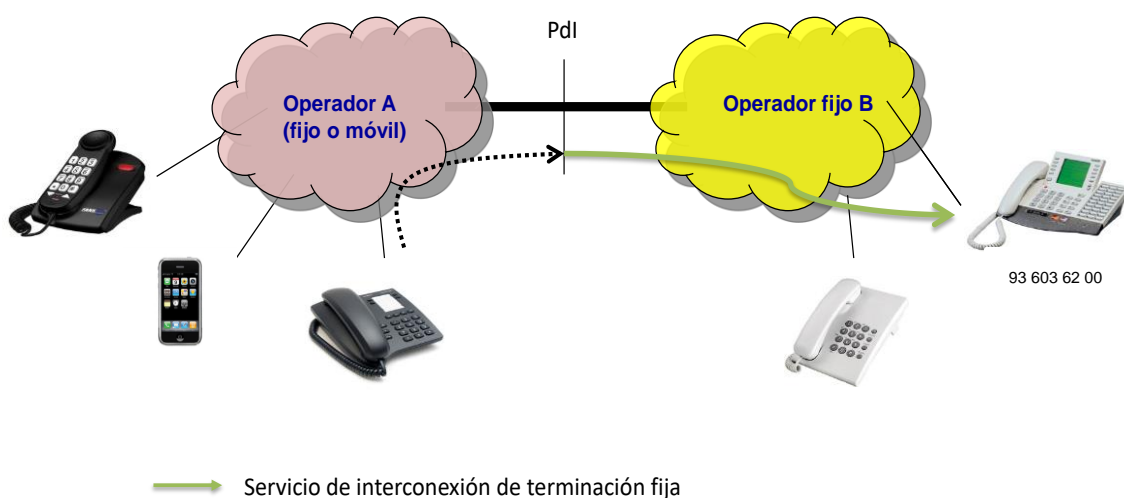 PdI
Operador A
(fijo o móvil)
Operador fijo B
93 603 62 00
Servicio de interconexión de terminación fija